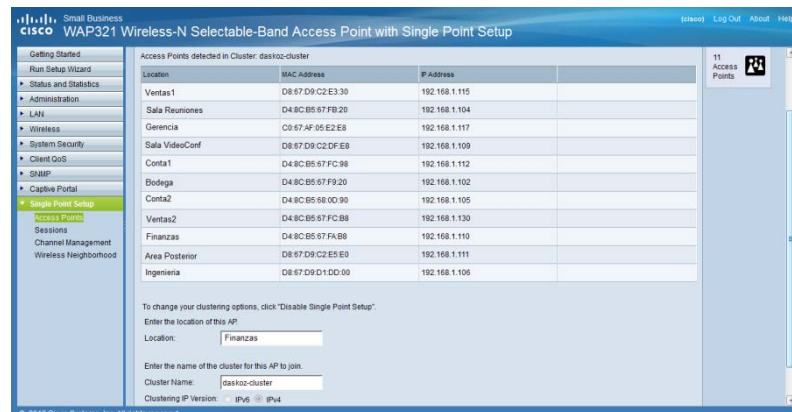 Small Business
CISCO WAP321 Wireless-N Selectable-Band Access Point with Single Point Setup
(cisco) Log Out About Help
Getting Started
Run Setup Wizard
Status and Statistics
Administration
LAN
Wireless
System Security
Client QoS
SNMP
Captive Portal
Single Point Setup
Access Points
Sessions
Channel Management
Wireless Neighborhood
Access Points detected in Cluster: daskoz-cluster
Location MAC Address IP Address
Ventas1 D8:67:D9:C2:E3:30 192.168.1.115
Sala Reuniones D4:8C:B5:67:FB:20 192.168.1.104
Gerencia C0:67:AF:05:E2:E8 192.168.1.117
Sala VideoConf D8:67:D9:C2:DF:E8 192.168.1.109
Conta1 D4:8C:B5:67:FC:98 192.168.1.112
Bodega D4:8C:B5:67:F9:20 192.168.1.102
Conta2 D4:8C:B5:68:0D:90 192.168.1.105
Ventas2 D4:8C:B5:67:FC:B8 192.168.1.130
Finanzas D4:8C:B5:67:FA:B8 192.168.1.110
Area Posterior D8:67:D9:C2:E5:E0 192.168.1.111
Ingenieria D8:67:D9:D1:DD:00 192.168.1.106
To change your clustering options, click "Disable Single Point Setup".
Enter the location of this AP.
Location: Finanzas
Enter the name of the cluster for this AP to join.
Cluster Name: daskoz-cluster
Clustering IP Version: IPv6 IPv4
11
Access
Points